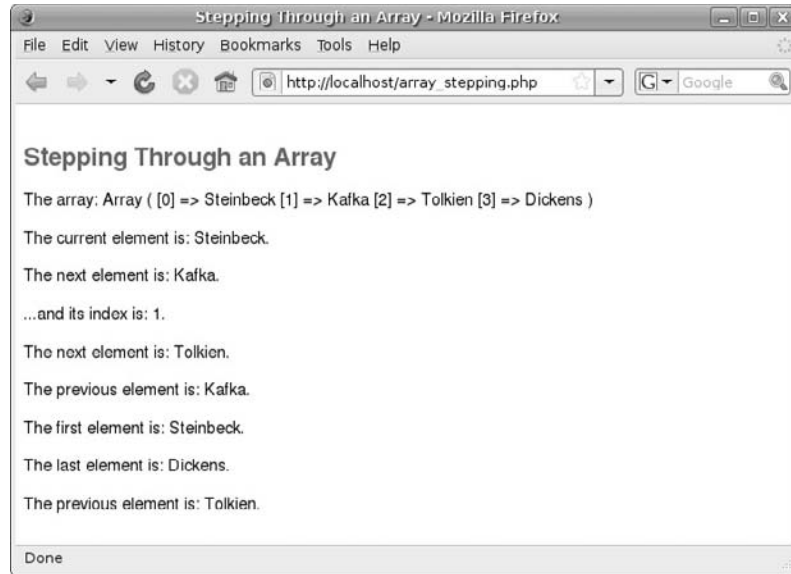 Stepping Through an Array - Mozilla Firefox
File Edit View History Bookmarks Tools Help
http://localhost/array_stepping.php G Google
Stepping Through an Array
The array: Array ( [0] => Steinbeck [1] => Kafka [2] => Tolkien [3] => Dickens )
The current element is: Steinbeck.
The next element is: Kafka.
...and its index is: 1.
The next element is: Tolkien.
The previous element is: Kafka.
The first element is: Steinbeck.
The last element is: Dickens.
The previous element is: Tolkien.
Done